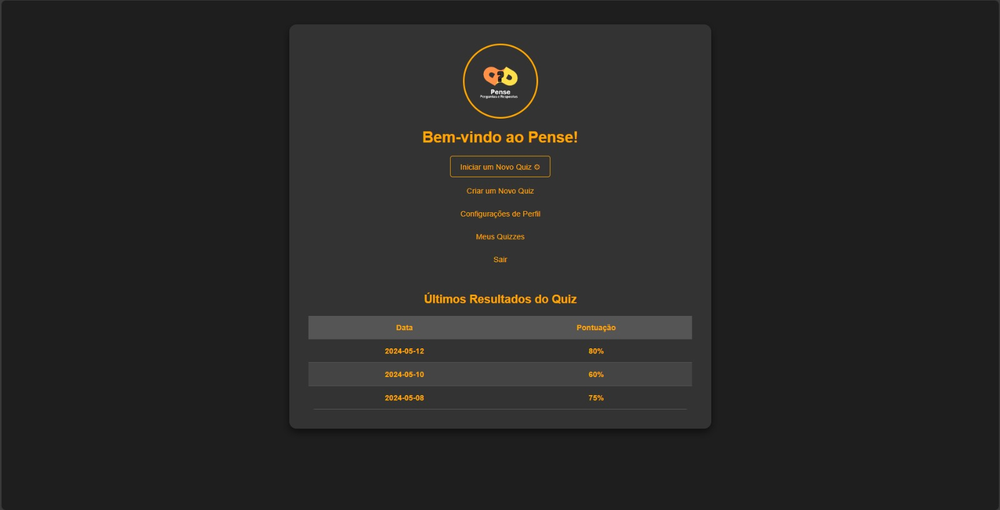 Pense
Perguntas e Respostas
Bem-vindo ao Pense!
Iniciar um Novo Quiz ⚙
Criar um Novo Quiz
Configurações de Perfil
Meus Quizzes
Sair
Últimos Resultados do Quiz
Data Pontuação
2024-05-12 80%
2024-05-10 60%
2024-05-08 75%